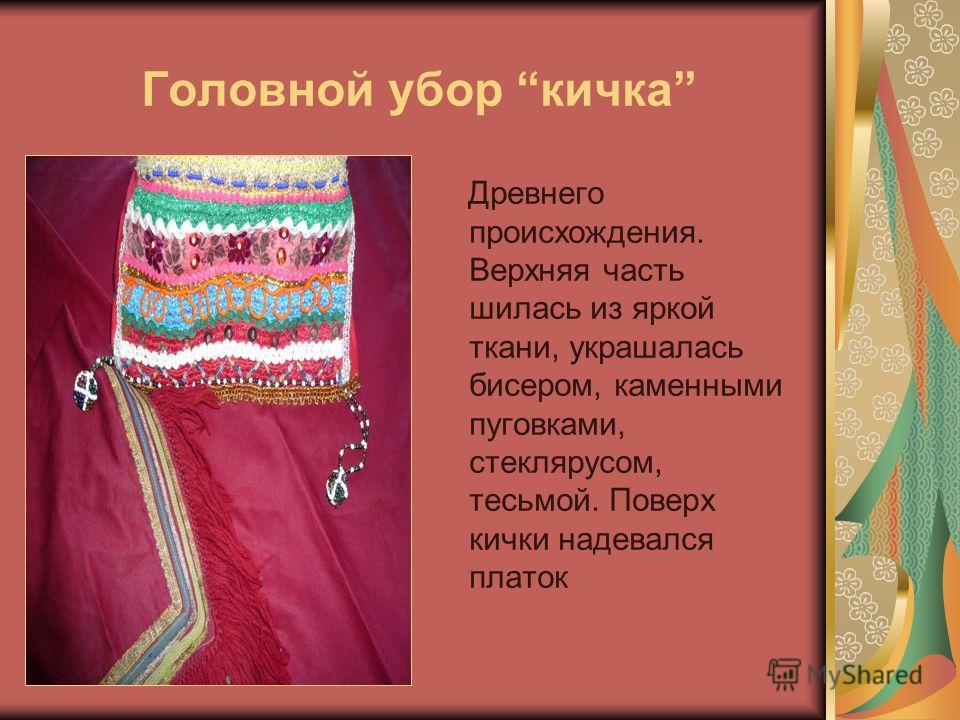 Головной убор “кичка”
Древнего
происхождения.
Верхняя часть
шилась из яркой
ткани, украшалась
бисером, каменными
пуговками,
стеклярусом,
тесьмой. Поверх
кички надевался
платок
MyShared